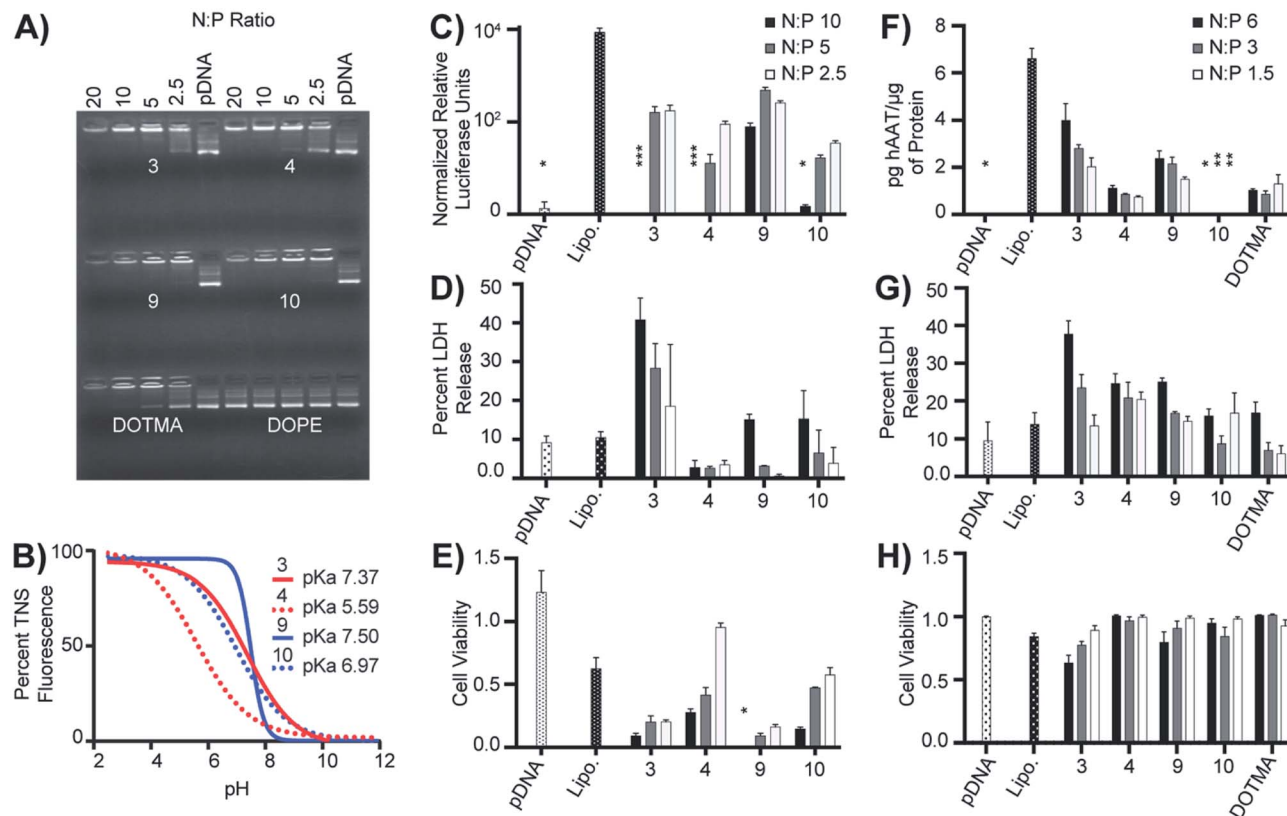 A)
N:P Ratio
20 10 5 2.5 pDNA 20 10 5 2.5 pDNA
3 4
9 10
DOTMA DOPE
B)
Percent TNS
Fluorescence
100
50
0
2 4 6 8 10 12
pH
3
pKa 7.37
4
pKa 5.59
9
pKa 7.50
10
pKa 6.97
C)
Normalized Relative
Luciferase Units
10⁴
10²
0
N:P 10
N:P 5
N:P 2.5
* *** *** *
pDNA Lipo. 3 4 9 10
D)
Percent LDH
Release
50
40
30
20
10
0.0
pDNA Lipo. 3 4 9 10
E)
Cell Viability
1.5
1.0
0.5
0.0
*
pDNA Lipo. 3 4 9 10
F)
pg hAAT/µg
of Protein
8
6
4
2
0
N:P 6
N:P 3
N:P 1.5
* * ** **
pDNA Lipo. 3 4 9 10 DOTMA
G)
Percent LDH
Release
50
40
30
20
10
0
pDNA Lipo. 3 4 9 10 DOTMA
H)
Cell Viability
1.5
1.0
0.5
0.0
pDNA Lipo. 3 4 9 10 DOTMA